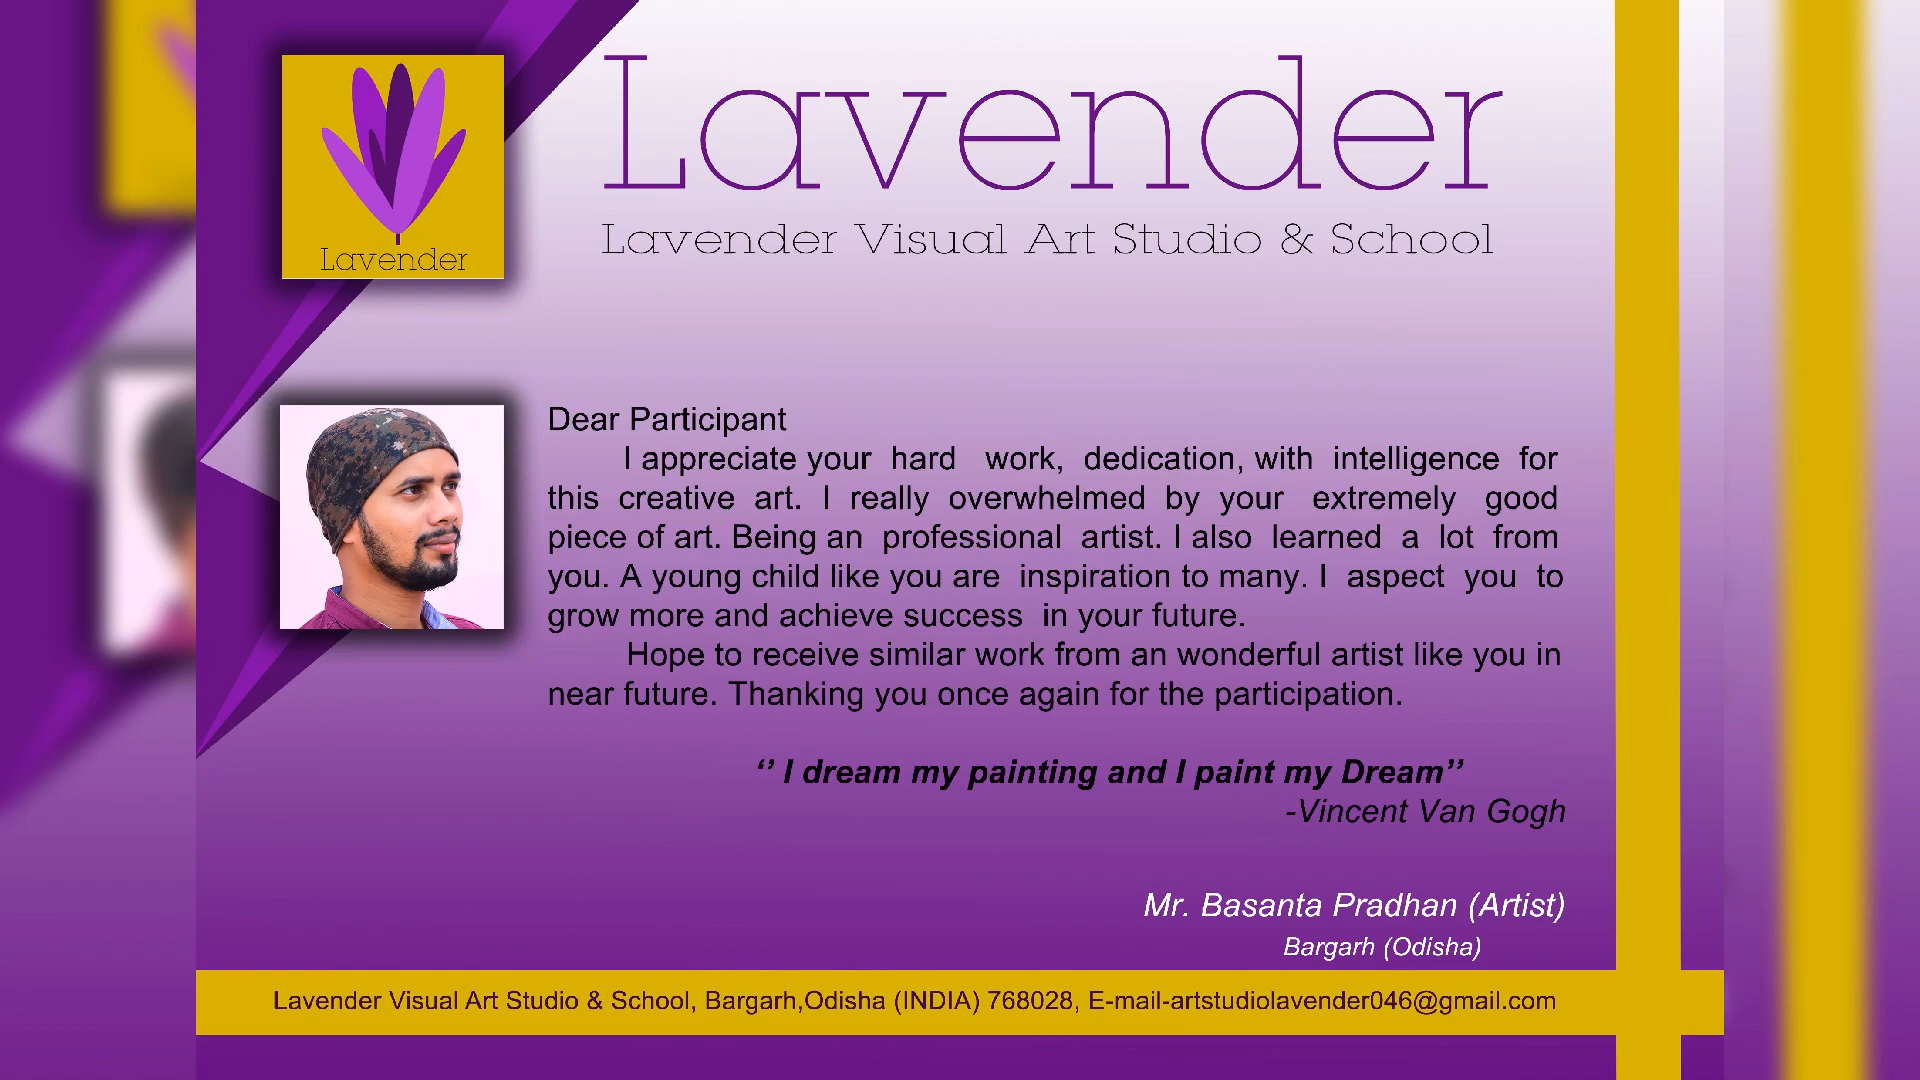 Lavender
Lavender
Lavender Visual Art Studio & School
Dear Participant
I appreciate your hard work, dedication, with intelligence for
this creative art. I really overwhelmed by your extremely good
piece of art. Being an professional artist. I also learned a lot from
you. A young child like you are inspiration to many. I aspect you to
grow more and achieve success in your future.
Hope to receive similar work from an wonderful artist like you in
near future. Thanking you once again for the participation.
‘’ I dream my painting and I paint my Dream’’
-Vincent Van Gogh
Mr. Basanta Pradhan (Artist)
Bargarh (Odisha)
Lavender Visual Art Studio & School, Bargarh,Odisha (INDIA) 768028, E-mail-artstudiolavender046@gmail.com